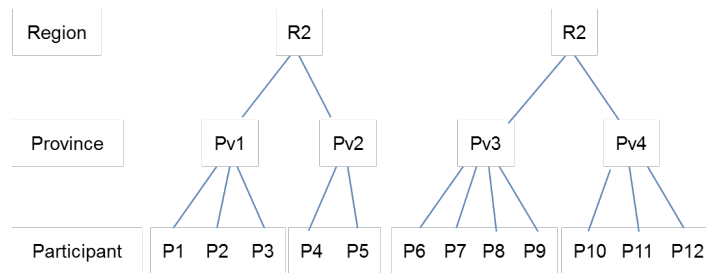 Region R2 R2
Province Pv1 Pv2 Pv3 Pv4
Participant P1 P2 P3 P4 P5 P6 P7 P8 P9 P10 P11 P12